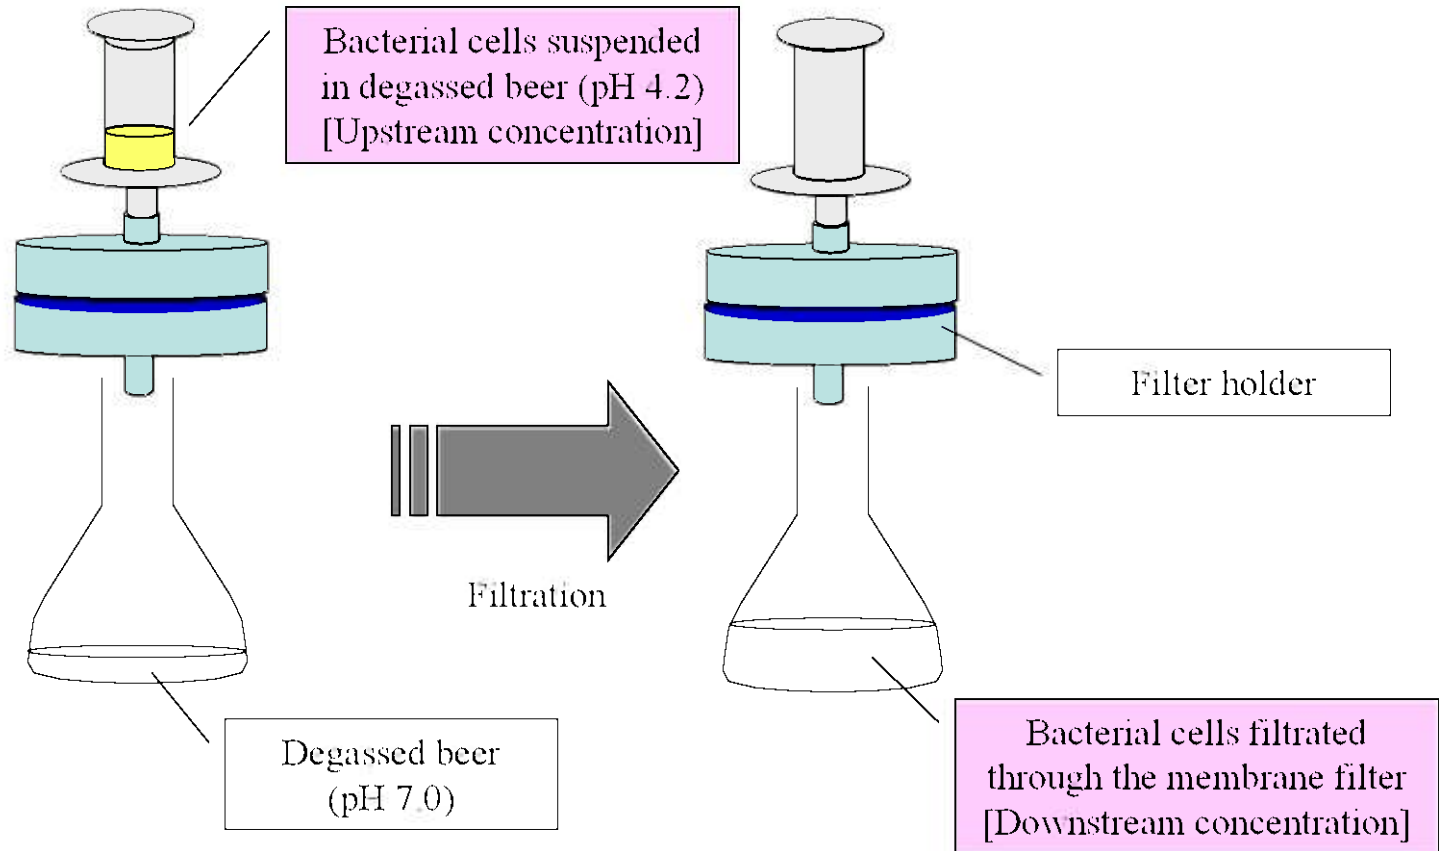 Bacterial cells suspended
in degassed beer (pH 4.2)
[Upstream concentration]
Filter holder
Filtration
Degassed beer
(pH 7.0)
Bacterial cells filtrated
through the membrane filter
[Downstream concentration]